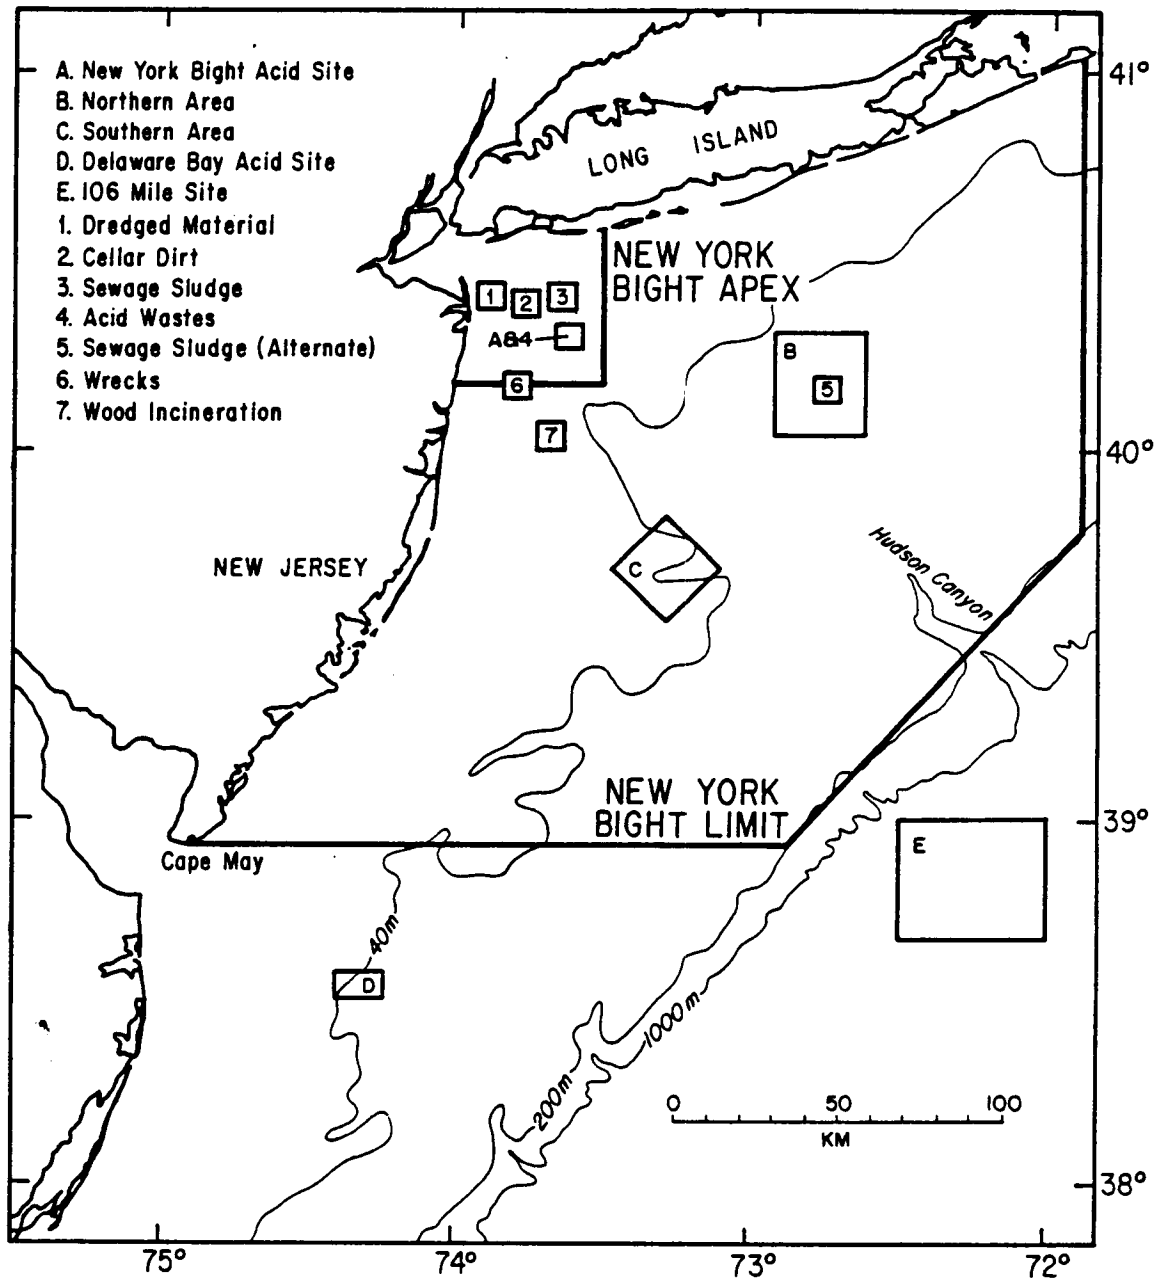 A. New York Bight Acid Site
B. Northern Area
C. Southern Area
D. Delaware Bay Acid Site
E. 106 Mile Site
1. Dredged Material
2. Cellar Dirt
3. Sewage Sludge
4. Acid Wastes
5. Sewage Sludge (Alternate)
6. Wrecks
7. Wood Incineration
41°
LONG ISLAND
NEW YORK
BIGHT APEX
1
2
3
A&4
B
5
6
7
40°
Hudson Canyon
NEW JERSEY
C
NEW YORK
BIGHT LIMIT
39°
E
Cape May
40m
D
1000m
200m
0 50 100
KM
38°
75° 74° 73° 72°